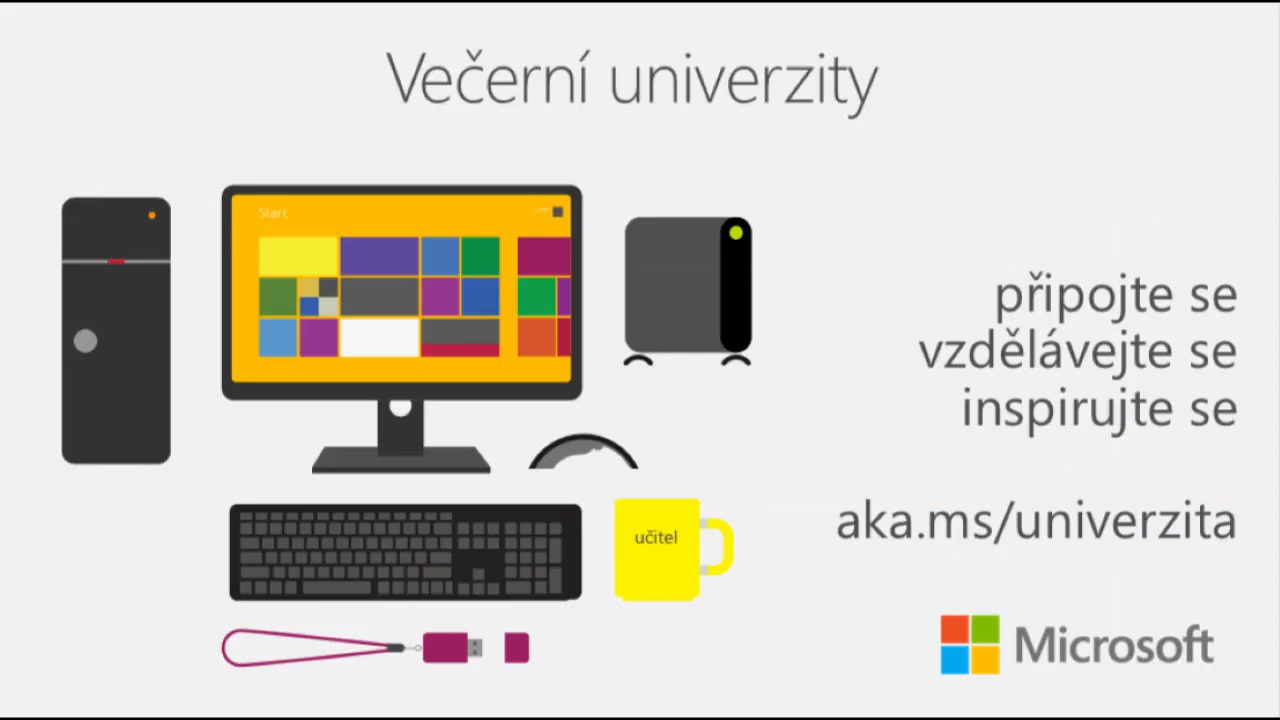 Večerní univerzity
Start
připojte se
vzdělávejte se
inspirujte se
učitel
aka.ms/univerzita
Microsoft